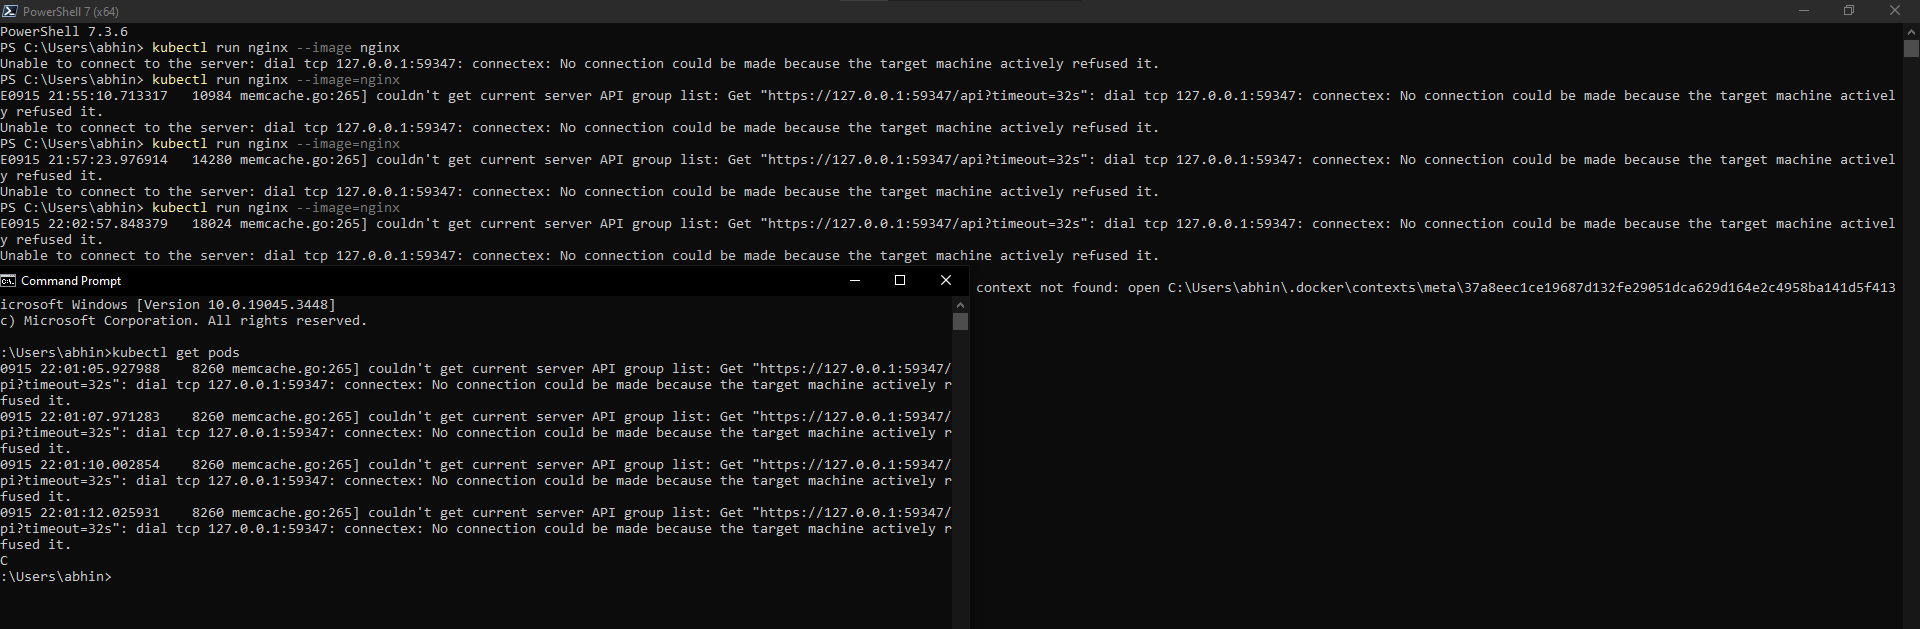 PowerShell 7 (x64)
PowerShell 7.3.6
PS C:\Users\abhin> kubectl run nginx --image nginx
Unable to connect to the server: dial tcp 127.0.0.1:59347: connectex: No connection could be made because the target machine actively refused it.
PS C:\Users\abhin> kubectl run nginx --image=nginx
E0915 21:55:10.713317   10984 memcache.go:265] couldn't get current server API group list: Get "https://127.0.0.1:59347/api?timeout=32s": dial tcp 127.0.0.1:59347: connectex: No connection could be made because the target machine activel
y refused it.
Unable to connect to the server: dial tcp 127.0.0.1:59347: connectex: No connection could be made because the target machine actively refused it.
PS C:\Users\abhin> kubectl run nginx --image=nginx
E0915 21:57:23.976914   14280 memcache.go:265] couldn't get current server API group list: Get "https://127.0.0.1:59347/api?timeout=32s": dial tcp 127.0.0.1:59347: connectex: No connection could be made because the target machine activel
y refused it.
Unable to connect to the server: dial tcp 127.0.0.1:59347: connectex: No connection could be made because the target machine actively refused it.
PS C:\Users\abhin> kubectl run nginx --image=nginx
E0915 22:02:57.848379   18024 memcache.go:265] couldn't get current server API group list: Get "https://127.0.0.1:59347/api?timeout=32s": dial tcp 127.0.0.1:59347: connectex: No connection could be made because the target machine activel
y refused it.
Unable to connect to the server: dial tcp 127.0.0.1:59347: connectex: No connection could be made because the target machine actively refused it.
context not found: open C:\Users\abhin\.docker\contexts\meta\37a8eec1ce19687d132fe29051dca629d164e2c4958ba141d5f413
Command Prompt
icrosoft Windows [Version 10.0.19045.3448]
c) Microsoft Corporation. All rights reserved.
:\Users\abhin>kubectl get pods
0915 22:01:05.927988    8260 memcache.go:265] couldn't get current server API group list: Get "https://127.0.0.1:59347/
pi?timeout=32s": dial tcp 127.0.0.1:59347: connectex: No connection could be made because the target machine actively r
fused it.
0915 22:01:07.971283    8260 memcache.go:265] couldn't get current server API group list: Get "https://127.0.0.1:59347/
pi?timeout=32s": dial tcp 127.0.0.1:59347: connectex: No connection could be made because the target machine actively r
fused it.
0915 22:01:10.002854    8260 memcache.go:265] couldn't get current server API group list: Get "https://127.0.0.1:59347/
pi?timeout=32s": dial tcp 127.0.0.1:59347: connectex: No connection could be made because the target machine actively r
fused it.
0915 22:01:12.025931    8260 memcache.go:265] couldn't get current server API group list: Get "https://127.0.0.1:59347/
pi?timeout=32s": dial tcp 127.0.0.1:59347: connectex: No connection could be made because the target machine actively r
fused it.
C
:\Users\abhin>